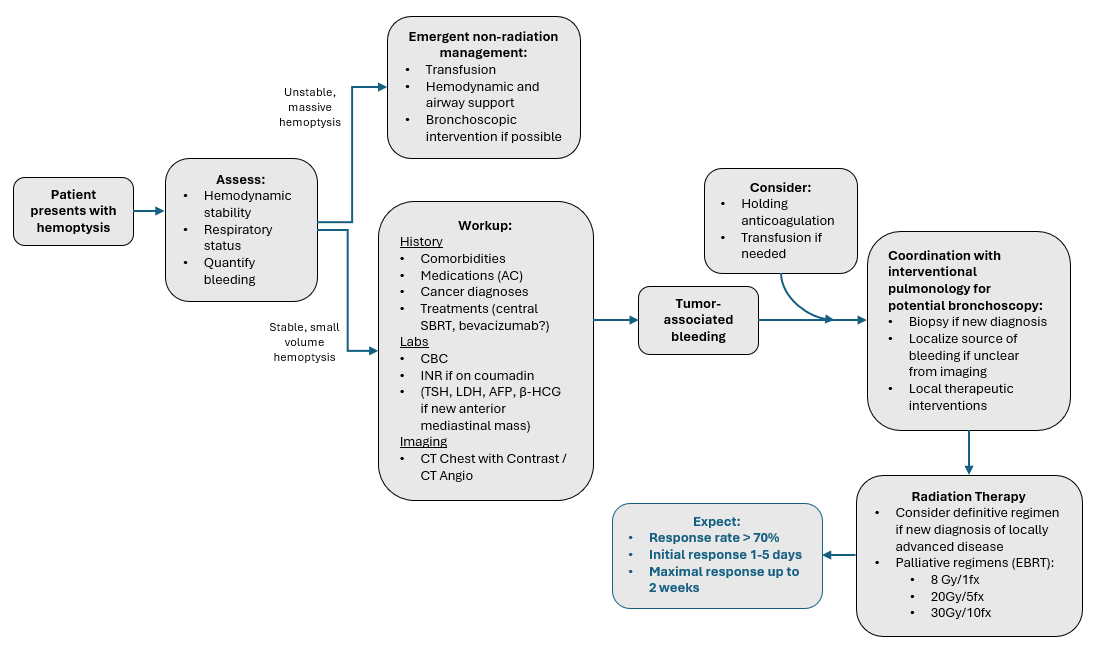 Patient
presents with
hemoptysis
Assess:
• Hemodynamic
stability
• Respiratory
status
• Quantify
bleeding
Unstable,
massive
hemoptysis
Emergent non-radiation
management:
• Transfusion
• Hemodynamic and
airway support
• Bronchoscopic
intervention if possible
Stable, small
volume
hemoptysis
Workup:
History
• Comorbidities
• Medications (AC)
• Cancer diagnoses
• Treatments (central
SBRT, bevacizumab?)
Labs
• CBC
• INR if on coumadin
• (TSH, LDH, AFP, β-HCG
if new anterior
mediastinal mass)
Imaging
• CT Chest with Contrast /
CT Angio
Tumor-
associated
bleeding
Consider:
• Holding
anticoagulation
• Transfusion if
needed
Coordination with
interventional
pulmonology for
potential bronchoscopy:
• Biopsy if new diagnosis
• Localize source of
bleeding if unclear
from imaging
• Local therapeutic
interventions
Radiation Therapy
• Consider definitive regimen
if new diagnosis of locally
advanced disease
• Palliative regimens (EBRT):
• 8 Gy/1fx
• 20Gy/5fx
• 30Gy/10fx
Expect:
• Response rate > 70%
• Initial response 1-5 days
• Maximal response up to
2 weeks